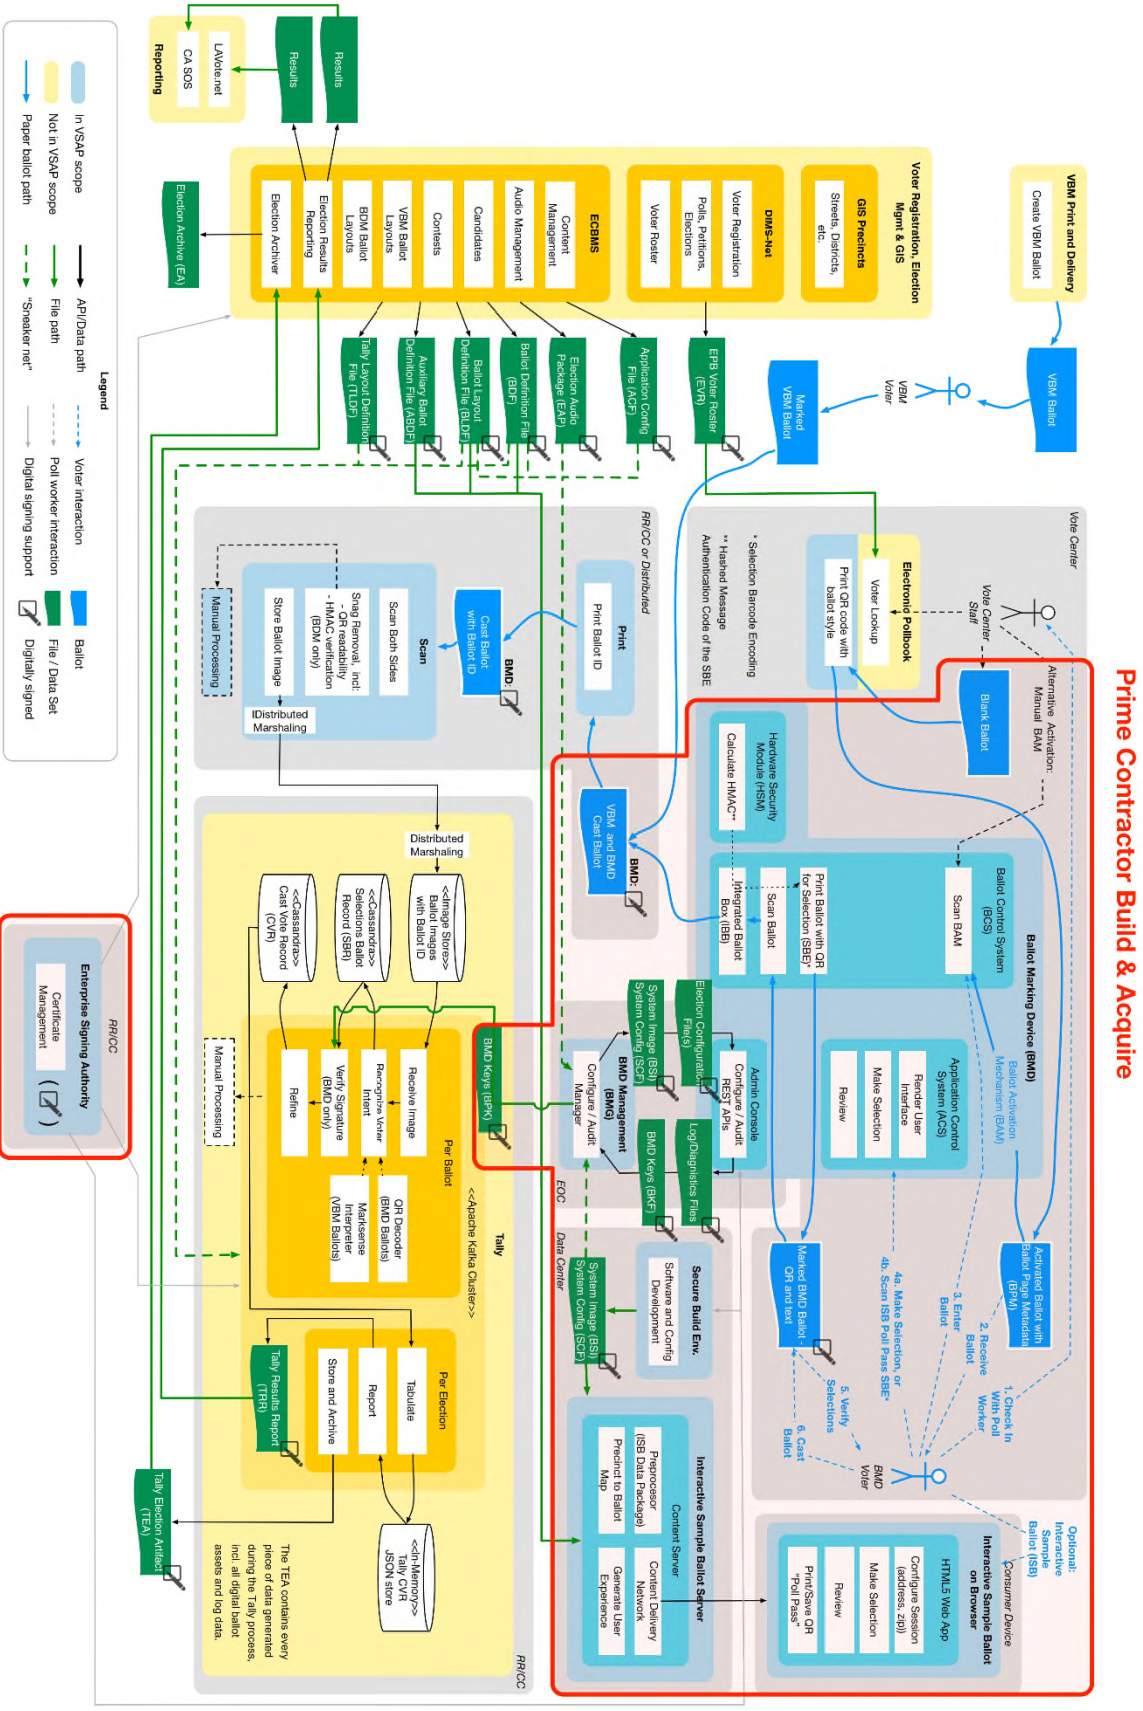 Prime Contractor Build & Acquire
VBM Print and Delivery
Create VBM Ballot
VBM Ballot
VBM
Voter
Marked
VBM Ballot
Voter Registration, Election
Mgmt & GIS
GIS Precincts
Streets, Districts,
etc.
DIMS-Net
Voter Registration
Polls, Petitions,
Elections
Voter Roster
ECBMS
Content
Management
Audio Management
Candidates
Contests
VBM Ballot
Layouts
BDM Ballot
Layouts
Election Results
Reporting
Election Archiver
Results
Results
Reporting
LAVote.net
CA SOS
Election Archive (EA)
EPB Voter Roster
(EVR)
Application Config
File (ACF)
Election Audio
Package (EAP)
Ballot Definition File
(BDF)
Ballot Layout
Definition File (BLDF)
Auxiliary Ballot
Definition File (ABDF)
Tally Layout Definition
File (TLDF)
Vote Center
Vote Center
Staff
Electronic Pollbook
Voter Lookup
Print QR code with
ballot style
* Selection Barcode Encoding
** Hashed Message
Authentication Code of the SBE
Alternative Activation:
Manual BAM
Blank Ballot
Ballot Marking Device (BMD)
Ballot Control System
(BCS)
Scan BAM
Print Ballot with QR
for Selection (SBE)*
Scan Ballot
Integrated Ballot
Box (IBB)
Hardware Security
Module (HSM)
Calculate HMAC**
Ballot Activation
Mechanism (BAM)
Application Control
System (ACS)
Render User
Interface
Make Selection
Review
Activated Ballot with
Ballot Page Metadata
(BPM)
Marked BMD Ballot -
QR and text
1. Check In
With Poll
Worker
2. Receive
Ballot
3. Enter
Ballot
4a. Make Selection, or
4b. Scan ISB Poll Pass SBE*
5. Verify
Selections
6. Cast
Ballot
BMD
Voter
Optional:
Interactive
Sample
Ballot (ISB)
Consumer Device
Interactive Sample Ballot
on Browser
HTML5 Web App
Configure Session
(address, zip))
Make Selection
Review
Print/Save QR
"Poll Pass"
RR/CC or Distributed
Print
Print Ballot ID
BMD:
VBM and BMD
Cast Ballot
BMD:
Cast Ballot
with Ballot ID
Scan
Scan Both Sides
Snag Removal, incl:
- QR readability
- HMAC verification
(BDM only)
Store Ballot Image
Manual Processing
IDistributed
Marshaling
EOC
Admin Console
Configure / Audit
REST APIs
Election Configuration
File(s)
System Image (BSI)
System Config (SCF)
Log/Diagnostics Files
BMD Keys (BKF)
BMD Management
(BMG)
Configure / Audit
Manager
BMD Keys (BPK)
Data Center
Secure Build Env.
Software and Config
Development
System Image (BSI)
System Config (SCF)
Interactive Sample Ballot Server
Content Server
Preprocesor
(ISB Data Package)
Precinct to Ballot
Map
Content Delivery
Network
Generate User
Experience
RR/CC
Distributed
Marshaling
<<Image Store>>
Ballot Images
with Ballot ID
<<Cassandra>>
Selections Ballot
Record (SBR)
<<Cassandra>>
Cast Vote Record
(CVR)
Tally
<<Apache Kafka Cluster>>
Per Ballot
Receive Image
Recognize Voter
Intent
Verify Signature
(BMD only)
Refine
QR Decoder
(BMD Ballots)
Marksense
Interpreter
(VBM Ballots)
Manual Processing
Per Election
Tabulate
Report
Store and Archive
<<In-Memory>>
Tally CVR
JSON store
Tally Results Report
(TRR)
Tally Election Artifact
(TEA)
The TEA contains every
piece of data generated
during the Tally process,
incl. all digital ballot
assets and log data.
RR/CC
Enterprise Signing Authority
Certificate
Management
( )
Legend
In VSAP scope
Not in VSAP scope
Paper ballot path
API/Data path
File path
"Sneaker net"
Voter interaction
Poll worker interaction
Digital signing support
Ballot
File / Data Set
Digitally signed